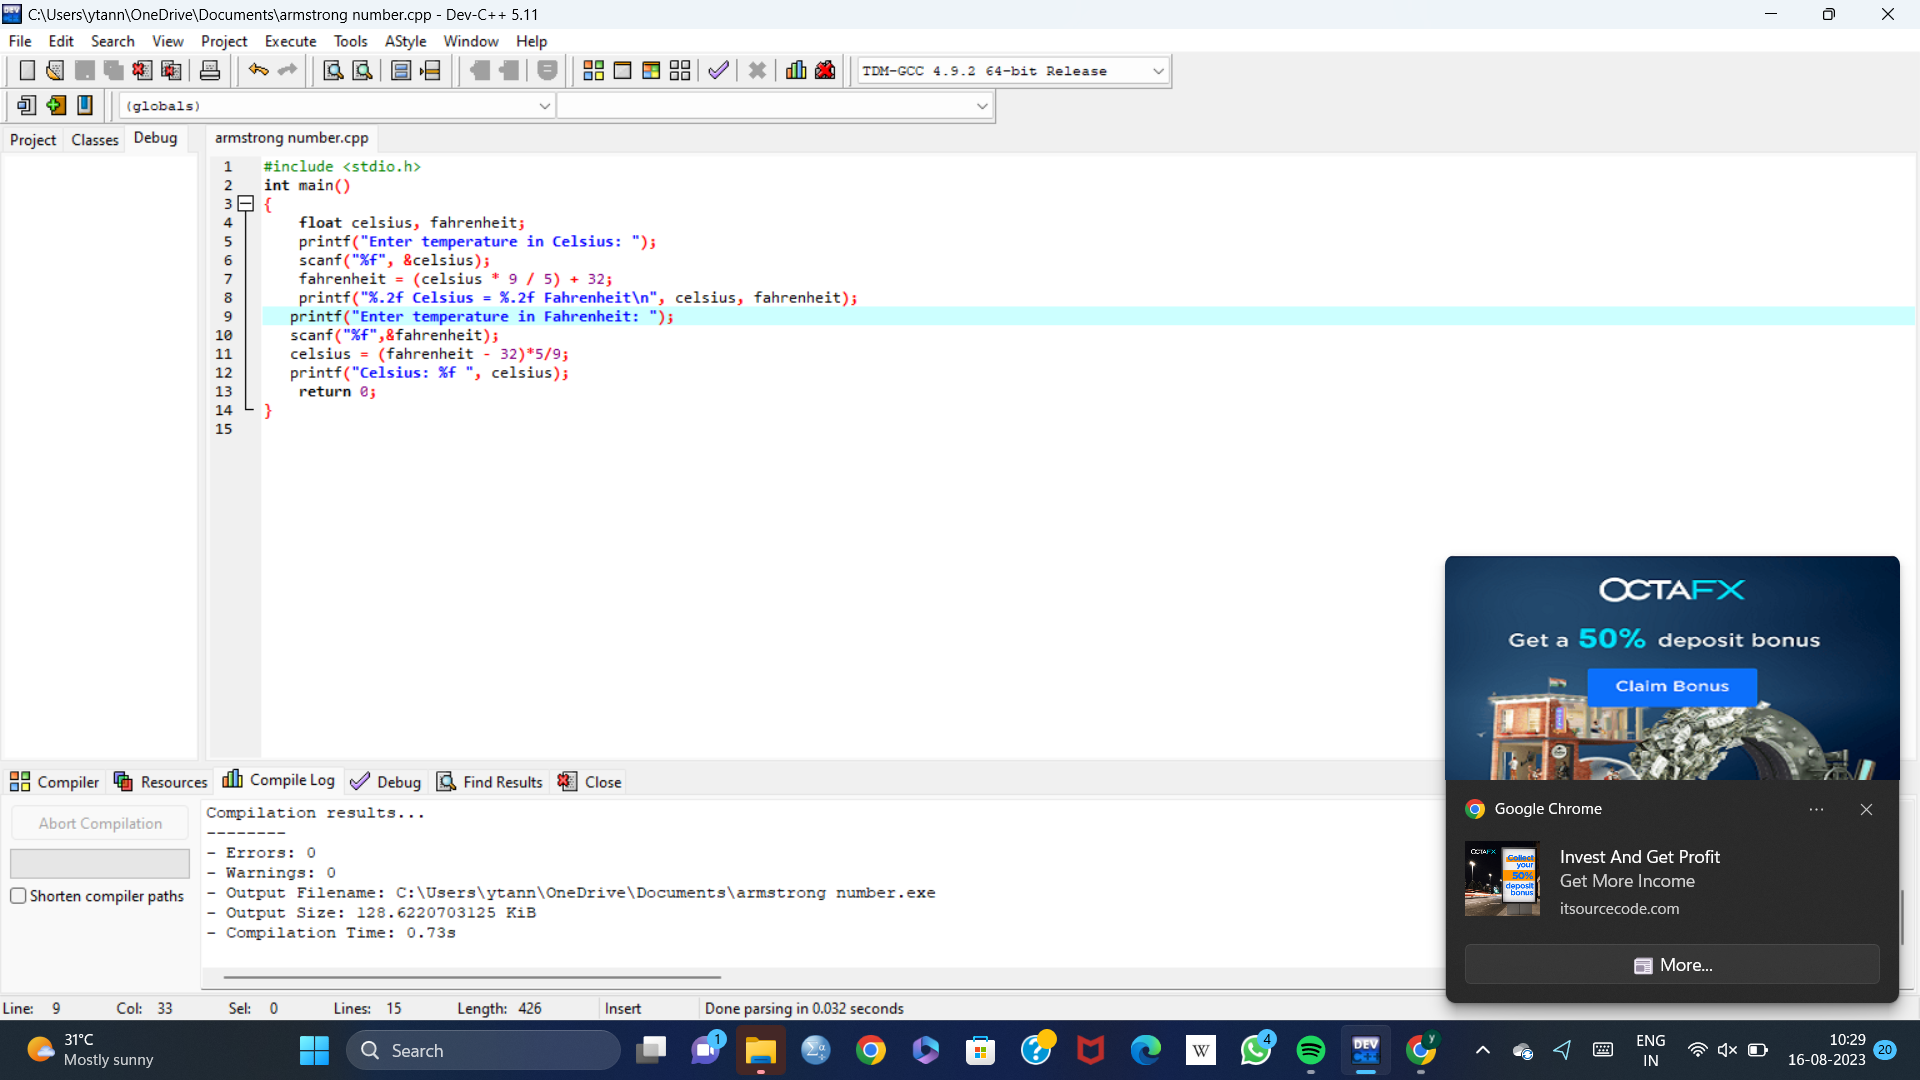 C:\Users\ytann\OneDrive\Documents\armstrong number.cpp - Dev-C++ 5.11
File Edit Search View Project Execute Tools AStyle Window Help
TDM-GCC 4.9.2 64-bit Release
(globals)
Project Classes Debug
armstrong number.cpp
1 #include <stdio.h>
2 int main()
3 {
4 float celsius, fahrenheit;
5 printf("Enter temperature in Celsius: ");
6 scanf("%f", &celsius);
7 fahrenheit = (celsius * 9 / 5) + 32;
8 printf("%.2f Celsius = %.2f Fahrenheit\n", celsius, fahrenheit);
9 printf("Enter temperature in Fahrenheit: ");
10 scanf("%f",&fahrenheit);
11 celsius = (fahrenheit - 32)*5/9;
12 printf("Celsius: %f ", celsius);
13 return 0;
14 }
15
OCTAFX
Get a 50% deposit bonus
Claim Bonus
Google Chrome
OCTAFX
Collect your 50% deposit bonus
Invest And Get Profit
Get More Income
itsourcecode.com
More...
Compiler Resources Compile Log Debug Find Results Close
Abort Compilation
Shorten compiler paths
Compilation results...
--------
- Errors: 0
- Warnings: 0
- Output Filename: C:\Users\ytann\OneDrive\Documents\armstrong number.exe
- Output Size: 128.6220703125 KiB
- Compilation Time: 0.73s
Line: 9 Col: 33 Sel: 0 Lines: 15 Length: 426 Insert Done parsing in 0.032 seconds
31°C
Mostly sunny
Search
1
W
4
DEV
y
ENG
IN
10:29
16-08-2023
20